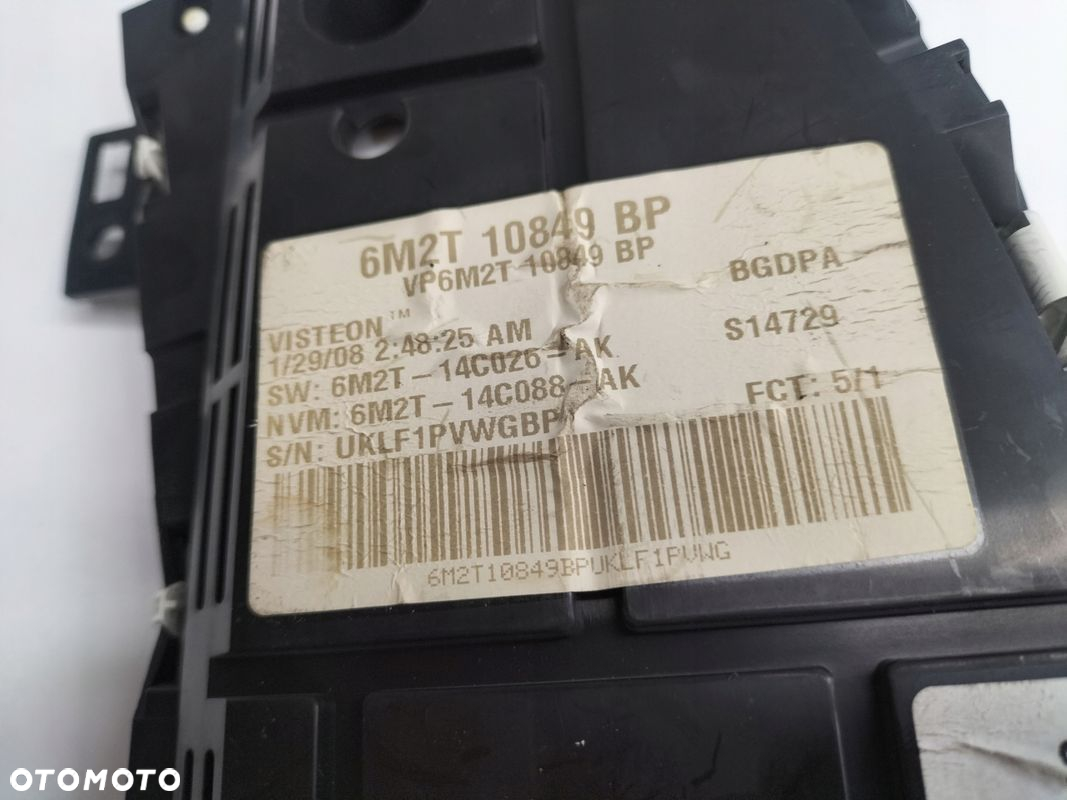 6M2T 10849 BP
VP6M2T-10849 BP
BGDPA
VISTEON™
S14729
1/29/08 2:48:25 AM
SW: 6M2T-14C026-AK
NVM: 6M2T-14C088-AK
FCT: 5/1
S/N: UKLF1PVWGBP
6M2T10849BPUKLF1PVWG
OTOMOTO